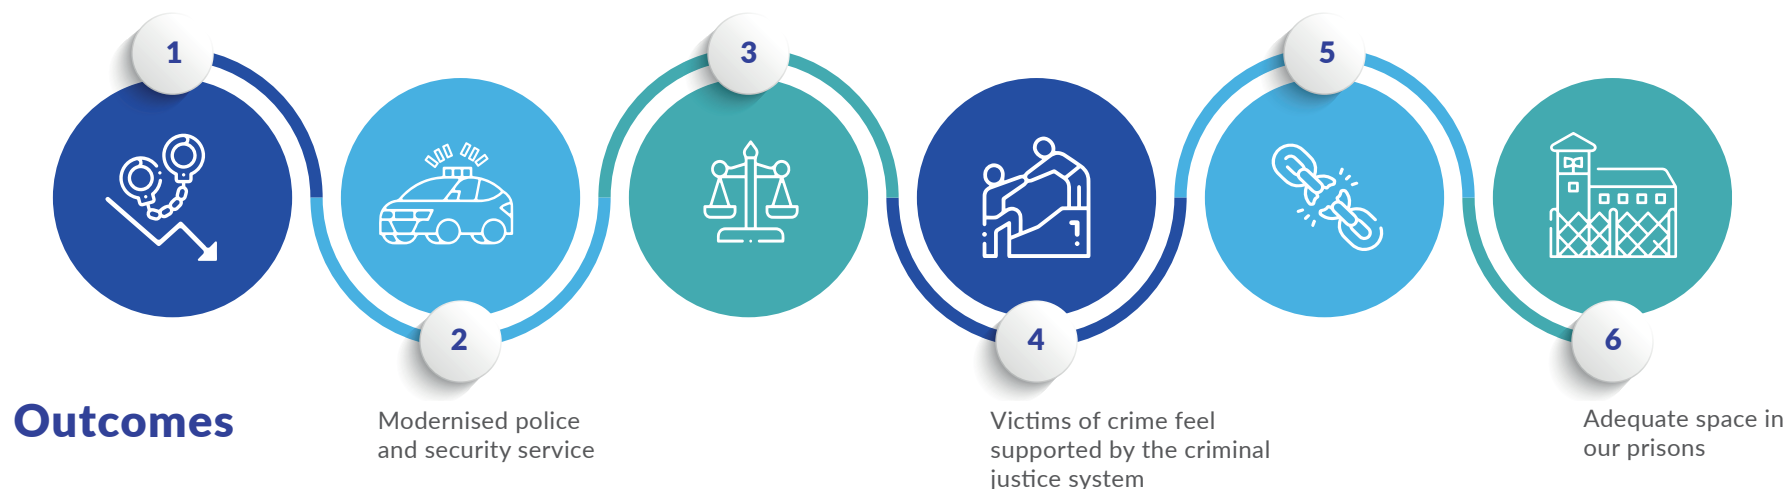 1
3
5
2
4
6
Outcomes
Modernised police
and security service
Victims of crime feel
supported by the criminal
justice system
Adequate space in
our prisons